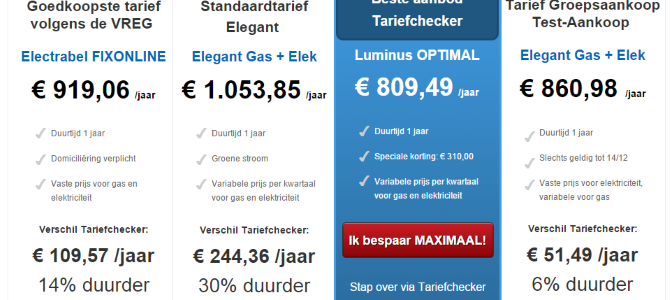 Goedkoopste tarief
volgens de VREG
Electrabel FIXONLINE
€ 919,06 /jaar
Duurtijd 1 jaar
Domiciliëring verplicht
Vaste prijs voor gas en
elektriciteit
Verschil Tariefchecker:
€ 109,57 /jaar
14% duurder
Standaardtarief
Elegant
Elegant Gas + Elek
€ 1.053,85 /jaar
Duurtijd 1 jaar
Groene stroom
Variabele prijs per kwartaal
voor gas en elektriciteit
Verschil Tariefchecker:
€ 244,36 /jaar
30% duurder
Beste aanbod
Tariefchecker
Luminus OPTIMAL
€ 809,49 /jaar
Duurtijd 1 jaar
Speciale korting: € 310,00
Variabele prijs per kwartaal
voor gas en elektriciteit
Ik bespaar MAXIMAAL!
Stap over via Tariefchecker
Tarief Groepsaankoop
Test-Aankoop
Elegant Gas + Elek
€ 860,98 /jaar
Duurtijd 1 jaar
Slechts geldig tot 14/12
Vaste prijs voor elektriciteit,
variabele voor gas
Verschil Tariefchecker:
€ 51,49 /jaar
6% duurder